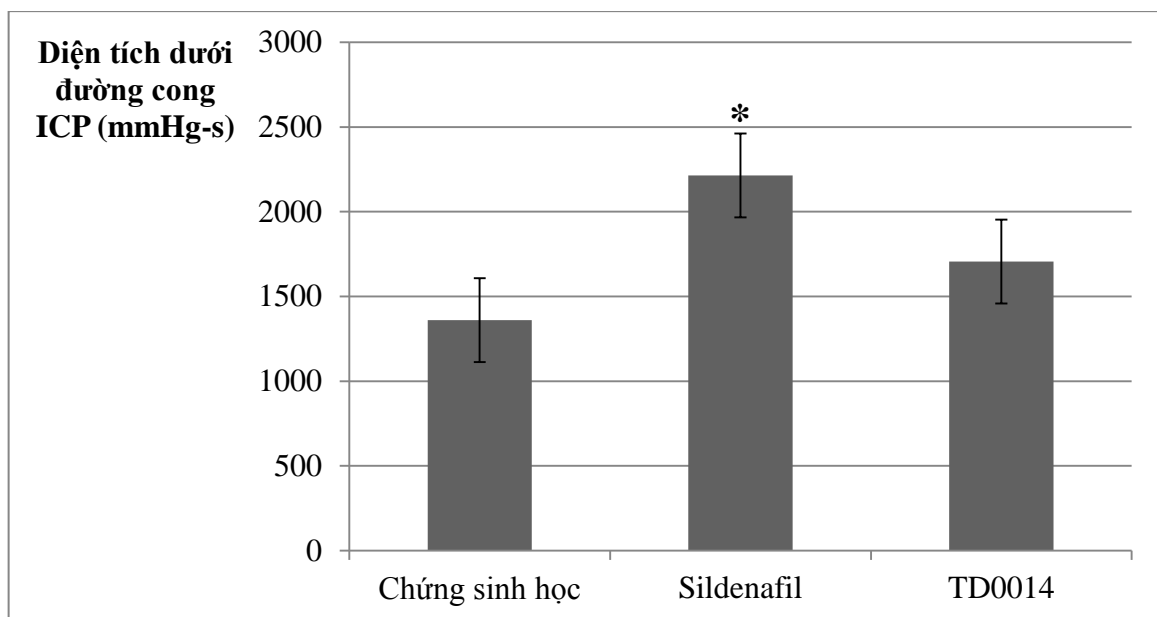 Diện tích dưới
đường cong
ICP (mmHg-s)
3000
2500
2000
1500
1000
500
0
*
Chứng sinh học
Sildenafil
TD0014